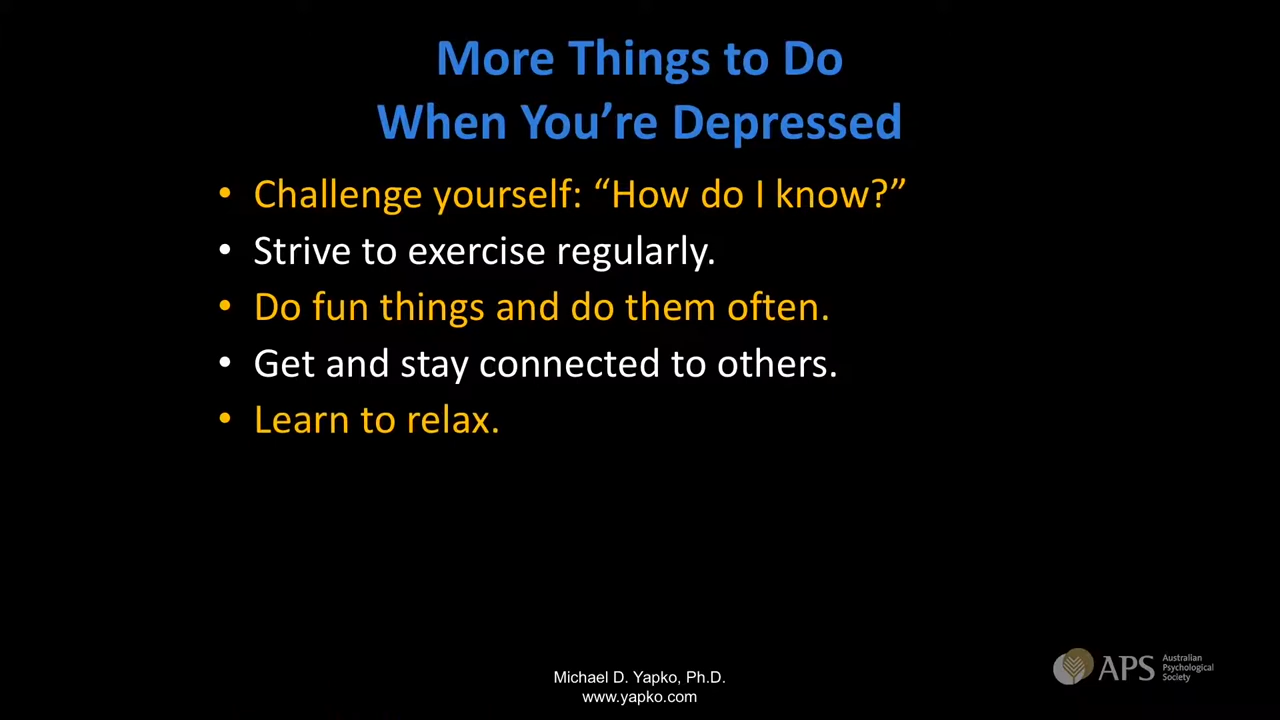 More Things to Do
When You’re Depressed
• Challenge yourself: “How do I know?”
• Strive to exercise regularly.
• Do fun things and do them often.
• Get and stay connected to others.
• Learn to relax.
Michael D. Yapko, Ph.D.
www.yapko.com
APS
Australian
Psychological
Society